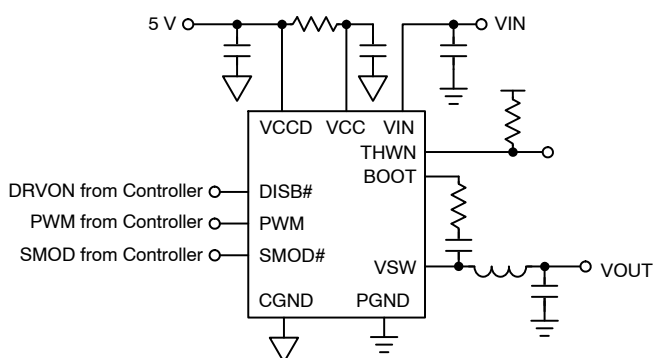 5 V
VIN
VCCD
VCC
VIN
THWN
BOOT
DRVON from Controller
DISB#
PWM from Controller
PWM
SMOD from Controller
SMOD#
VSW
VOUT
CGND
PGND